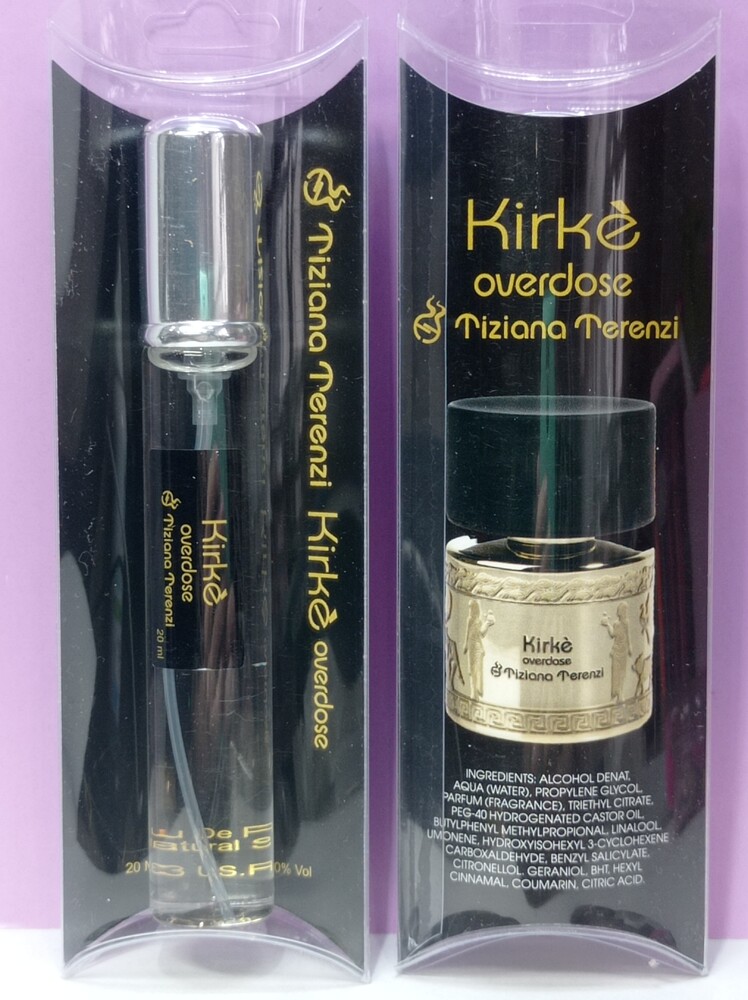 Tiziana Terenzi Kirkè overdose
Kirkè
overdose
Tiziana Terenzi
20 ml
De
U.S.
% Vol
Kirkè
overdose
Tiziana Terenzi
Kirkè
overdose
Tiziana Terenzi
INGREDIENTS: ALCOHOL DENAT,
AQUA (WATER), PROPYLENE GLYCOL,
PARFUM (FRAGRANCE), TRIETHYL CITRATE,
PEG-40 HYDROGENATED CASTOR OIL,
BUTYLPHENYL METHYLPROPIONAL, LINALOOL,
LIMONENE, HYDROXYISOHEXYL 3-CYCLOHEXENE
CARBOXALDEHYDE, BENZYL SALICYLATE,
CITRONELLOL, GERANIOL, BHT, HEXYL
CINNAMAL, COUMARIN, CITRIC ACID.